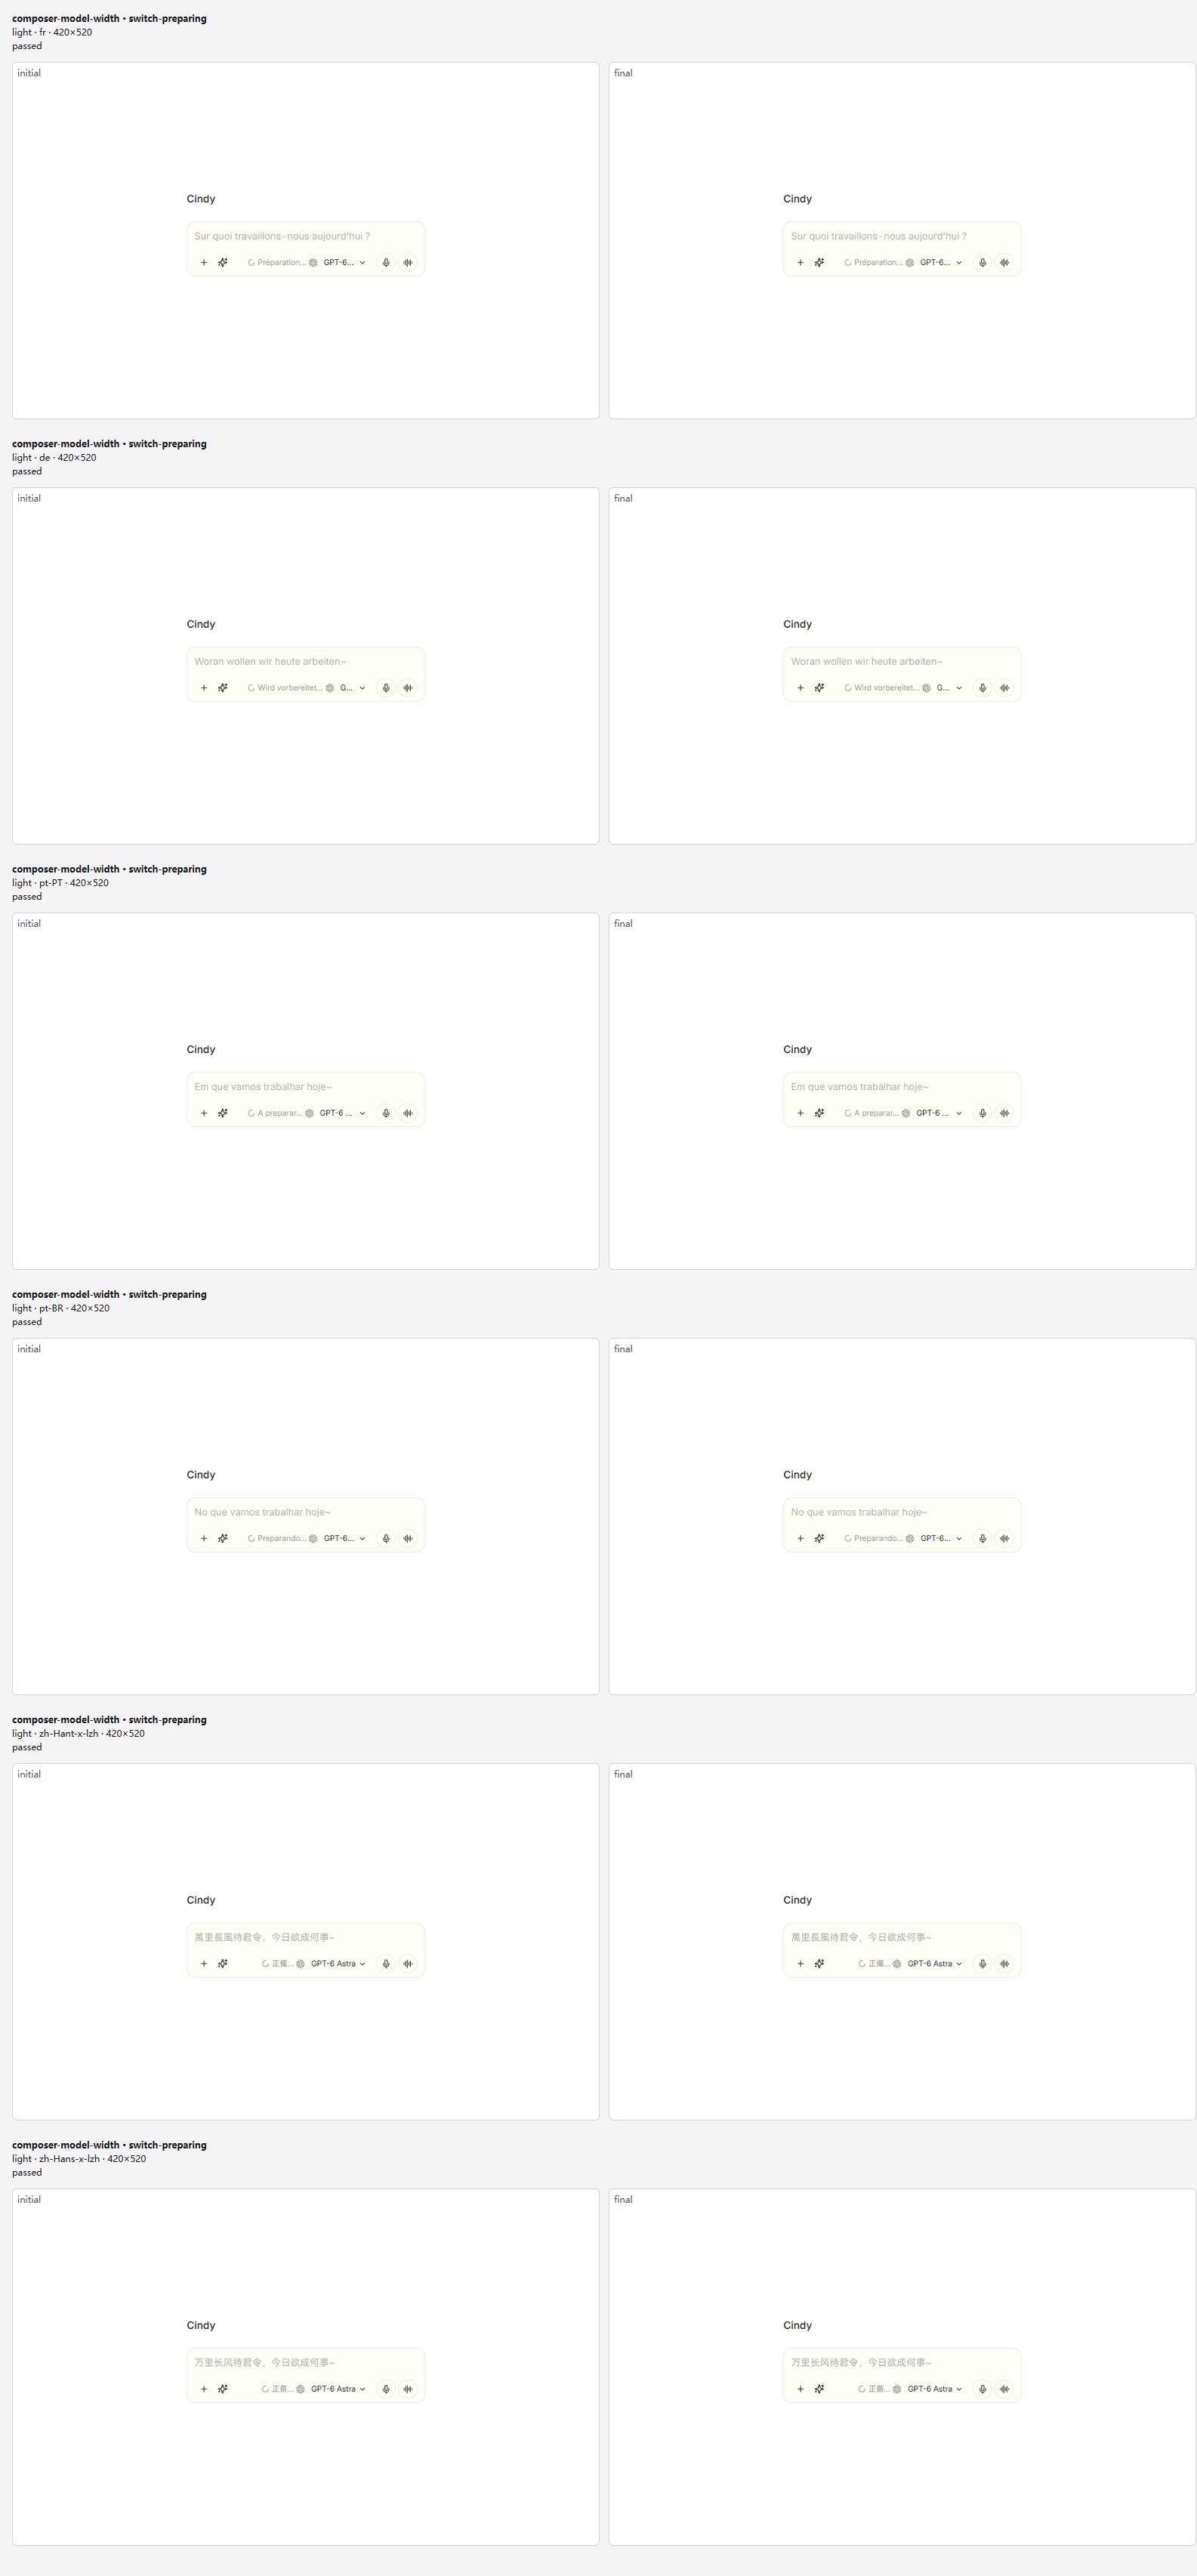 composer-model-width • switch-preparing
light · fr · 420×520
passed
initial
final
Cindy
Cindy
Sur quoi travaillons-nous aujourd'hui ?
Sur quoi travaillons-nous aujourd'hui ?
Préparation... GPT-6...
Préparation... GPT-6...
composer-model-width • switch-preparing
light · de · 420×520
passed
initial
final
Cindy
Cindy
Woran wollen wir heute arbeiten~
Woran wollen wir heute arbeiten~
Wird vorbereitet... G...
Wird vorbereitet... G...
composer-model-width • switch-preparing
light · pt-PT · 420×520
passed
initial
final
Cindy
Cindy
Em que vamos trabalhar hoje~
Em que vamos trabalhar hoje~
A preparar... GPT-6 ...
A preparar... GPT-6 ...
composer-model-width • switch-preparing
light · pt-BR · 420×520
passed
initial
final
Cindy
Cindy
No que vamos trabalhar hoje~
No que vamos trabalhar hoje~
Preparando... GPT-6...
Preparando... GPT-6...
composer-model-width • switch-preparing
light · zh-Hant-x-lzh · 420×520
passed
initial
final
Cindy
Cindy
萬里長風待君令，今日欲成何事~
萬里長風待君令，今日欲成何事~
正備... GPT-6 Astra
正備... GPT-6 Astra
composer-model-width • switch-preparing
light · zh-Hans-x-lzh · 420×520
passed
initial
final
Cindy
Cindy
万里长风待君令，今日欲成何事~
万里长风待君令，今日欲成何事~
正备... GPT-6 Astra
正备... GPT-6 Astra